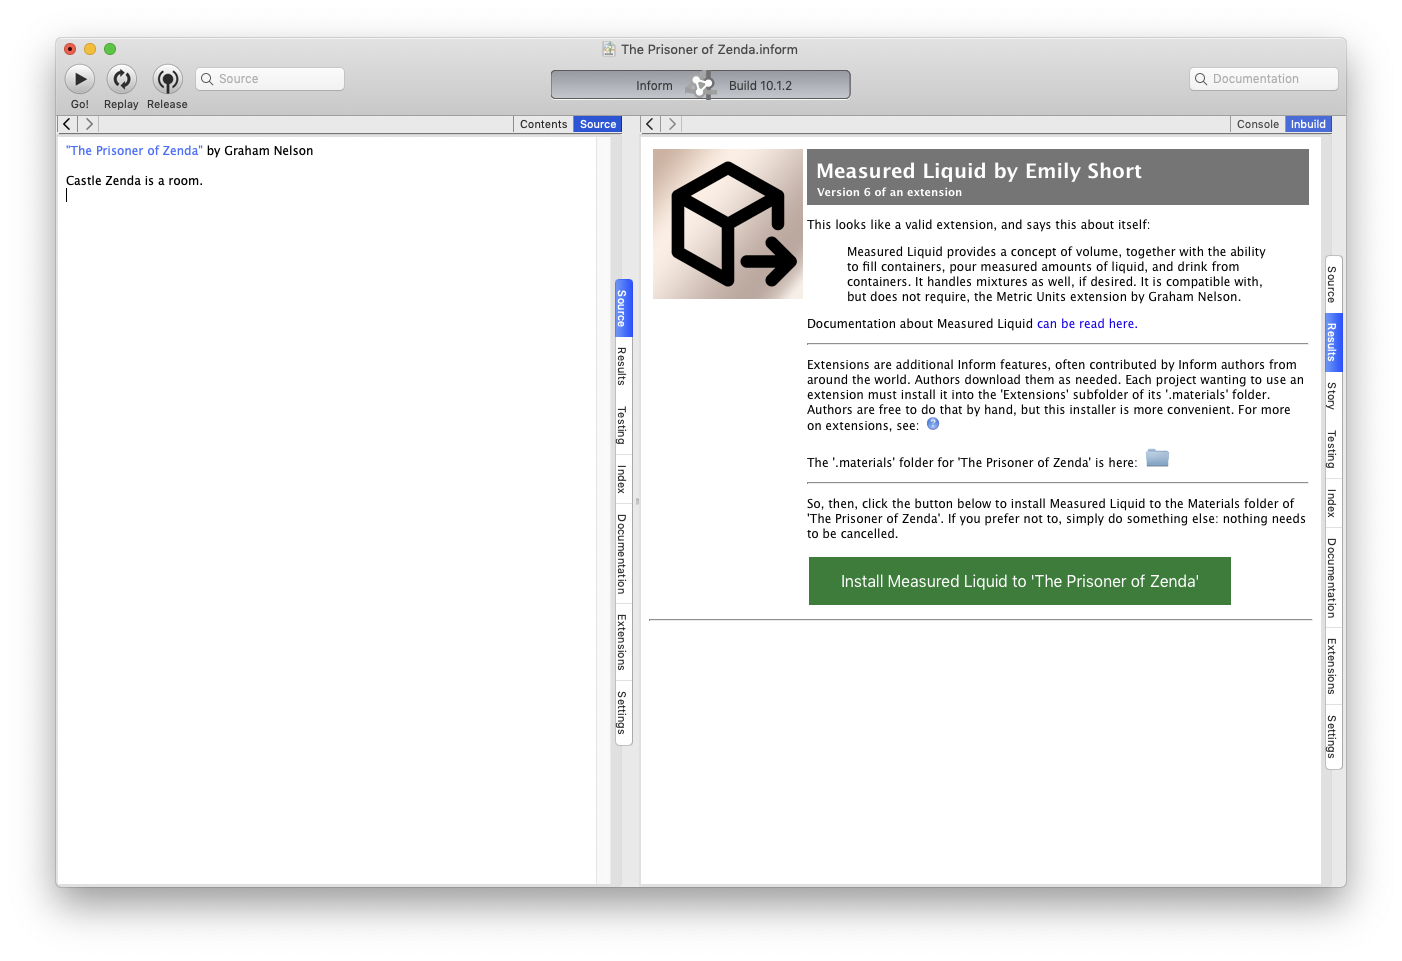 The Prisoner of Zenda.inform
Go!
Replay
Release
Source
Inform
Build 10.1.2
Documentation
Contents
Source
"The Prisoner of Zenda" by Graham Nelson
Castle Zenda is a room.
Source
Results
Testing
Index
Documentation
Extensions
Settings
Console
Inbuild
Measured Liquid by Emily Short
Version 6 of an extension
This looks like a valid extension, and says this about itself:
Measured Liquid provides a concept of volume, together with the ability
to fill containers, pour measured amounts of liquid, and drink from
containers. It handles mixtures as well, if desired. It is compatible with,
but does not require, the Metric Units extension by Graham Nelson.
Documentation about Measured Liquid can be read here.
Extensions are additional Inform features, often contributed by Inform authors from
around the world. Authors download them as needed. Each project wanting to use an
extension must install it into the 'Extensions' subfolder of its '.materials' folder.
Authors are free to do that by hand, but this installer is more convenient. For more
on extensions, see: ?
The '.materials' folder for 'The Prisoner of Zenda' is here:
So, then, click the button below to install Measured Liquid to the Materials folder of
'The Prisoner of Zenda'. If you prefer not to, simply do something else: nothing needs
to be cancelled.
Install Measured Liquid to 'The Prisoner of Zenda'
Source
Results
Story
Testing
Index
Documentation
Extensions
Settings